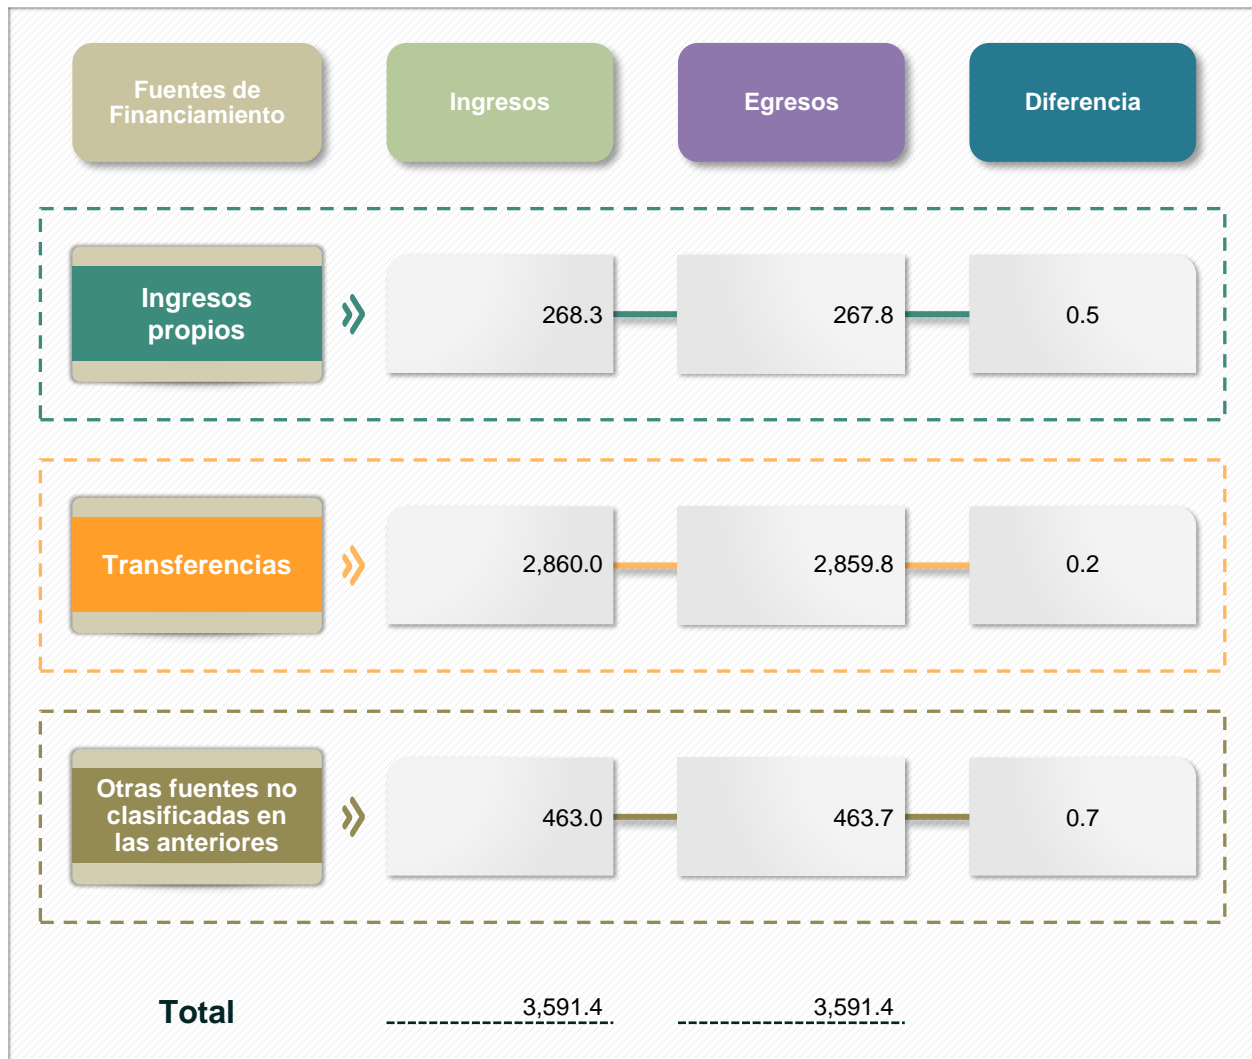 Fuentes de
Financiamiento
Ingresos
Egresos
Diferencia
Ingresos
propios
268.3
267.8
0.5
Transferencias
2,860.0
2,859.8
0.2
Otras fuentes no
clasificadas en
las anteriores
463.0
463.7
0.7
Total
3,591.4
3,591.4